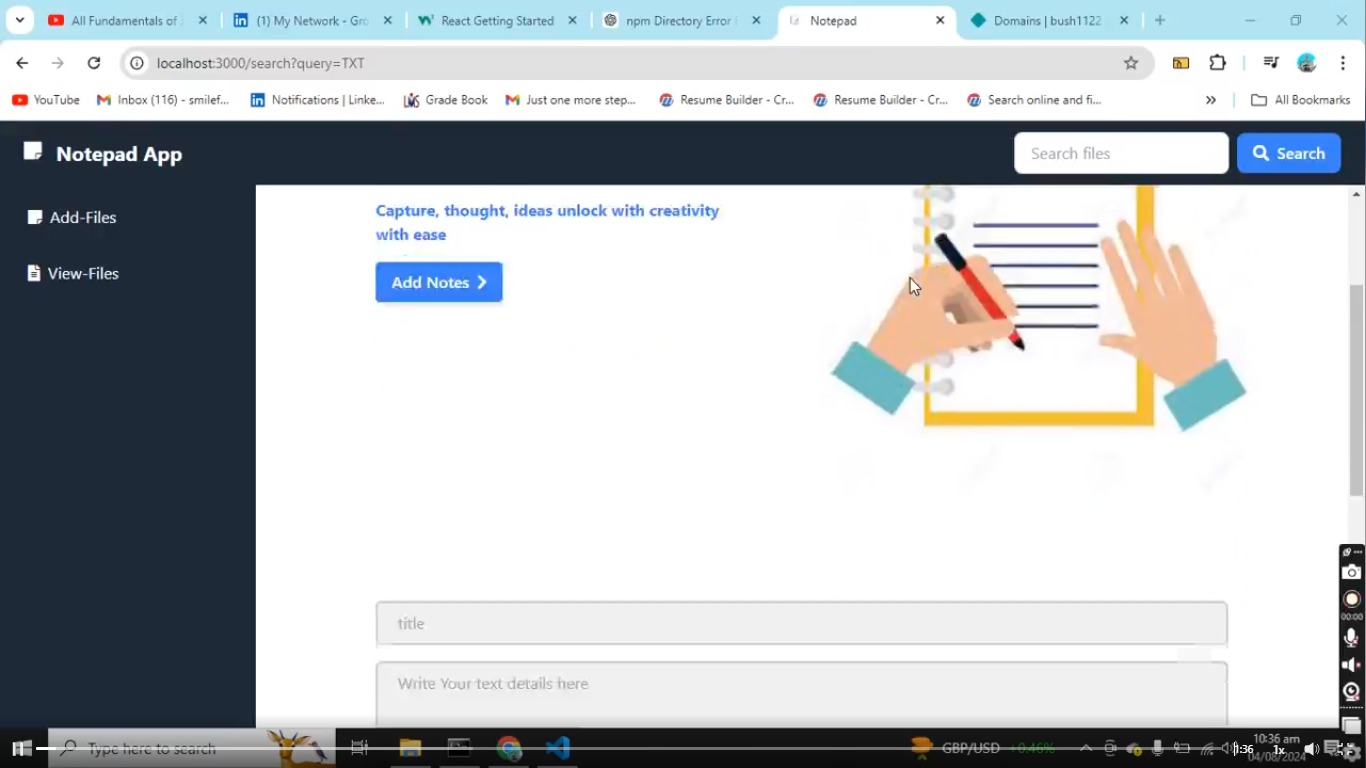 All Fundamentals of
(1) My Network - Gro
React Getting Started
npm Directory Error
Notepad
Domains | bush1122
localhost:3000/search?query=TXT
YouTube
Inbox (116) - smilef...
Notifications | Linke...
Grade Book
Just one more step...
Resume Builder - Cr...
Resume Builder - Cr...
Search online and fi...
All Bookmarks
Notepad App
Search files
Search
Add-Files
View-Files
Capture, thought, ideas unlock with creativity
with ease
Add Notes
title
Write Your text details here
00:00
Type here to search
GBP/USD +0.46%
1:36
1x
10:36 am
04/08/2024